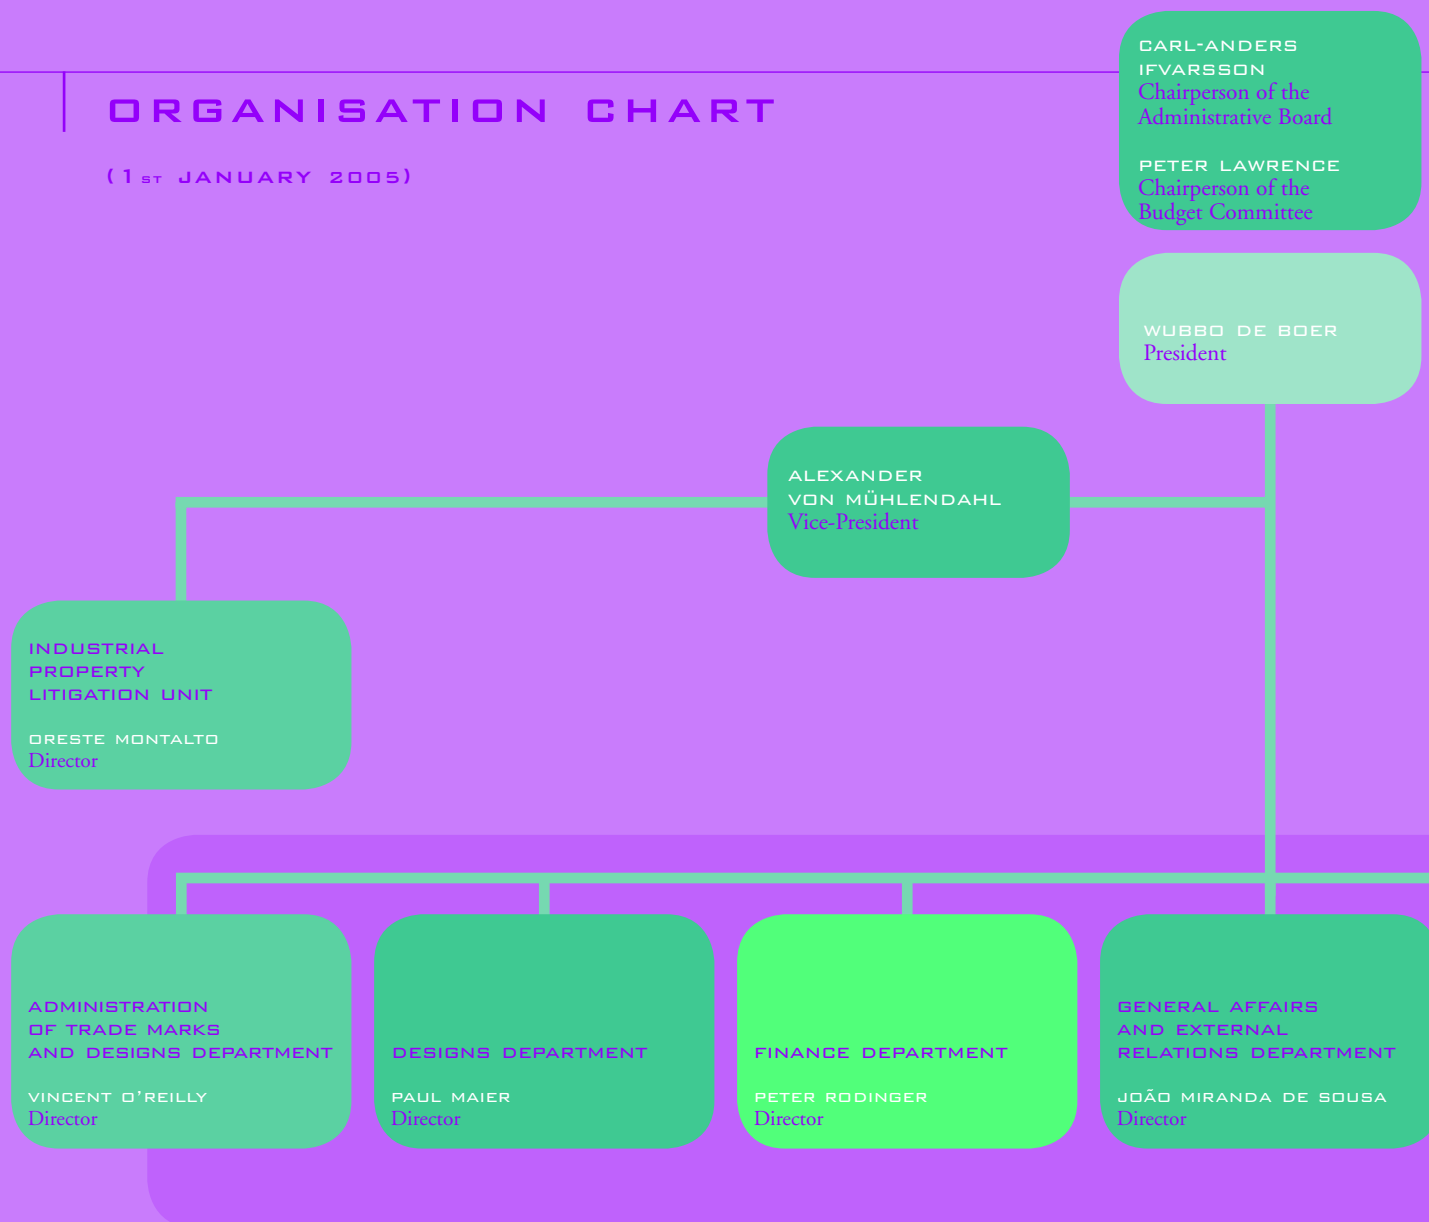 ORGANISATION CHART
(1ST JANUARY 2005)
CARL-ANDERS
IFVARSSON
Chairperson of the
Administrative Board
PETER LAWRENCE
Chairperson of the
Budget Committee
WUBBO DE BOER
President
ALEXANDER
VON MÜHLENDAHL
Vice-President
INDUSTRIAL
PROPERTY
LITIGATION UNIT
ORESTE MONTALTO
Director
ADMINISTRATION
OF TRADE MARKS
AND DESIGNS DEPARTMENT
VINCENT O’REILLY
Director
DESIGNS DEPARTMENT
PAUL MAIER
Director
FINANCE DEPARTMENT
PETER RODINGER
Director
GENERAL AFFAIRS
AND EXTERNAL
RELATIONS DEPARTMENT
JOÃO MIRANDA DE SOUSA
Director